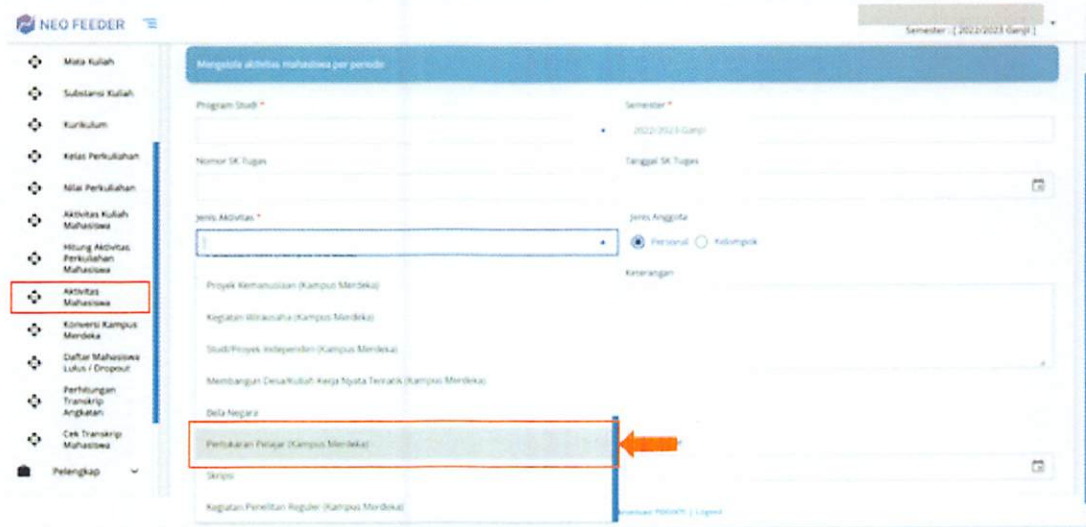 NEO FEEDER
Semester : [ 2022/2023 Ganjil ]
Mata Kuliah
Substansi Kuliah
Kurikulum
Kelas Perkuliahan
Nilai Perkuliahan
Aktivitas Kuliah
Mahasiswa
Hitung Aktivitas
Perkuliahan
Mahasiswa
Aktivitas
Mahasiswa
Konversi Kampus
Merdeka
Daftar Mahasiswa
Lulus / Dropout
Perhitungan
Transkrip
Angkatan
Cek Transkrip
Mahasiswa
Pelengkap
Mengelola aktivitas mahasiswa per periode
Program Studi *
Semester *
2022/2023 Ganjil
Nomor SK Tugas
Tanggal SK Tugas
Jenis Aktivitas *
Jenis Anggota
Personal
Kelompok
Keterangan
Proyek Kemanusiaan (Kampus Merdeka)
Kegiatan Wirausaha (Kampus Merdeka)
Studi/Proyek Independen (Kampus Merdeka)
Membangun Desa/Kuliah Kerja Nyata Tematik (Kampus Merdeka)
Bela Negara
Pertukaran Pelajar (Kampus Merdeka)
Skripsi
Kegiatan Penelitan Reguler (Kampus Merdeka)
| Logout